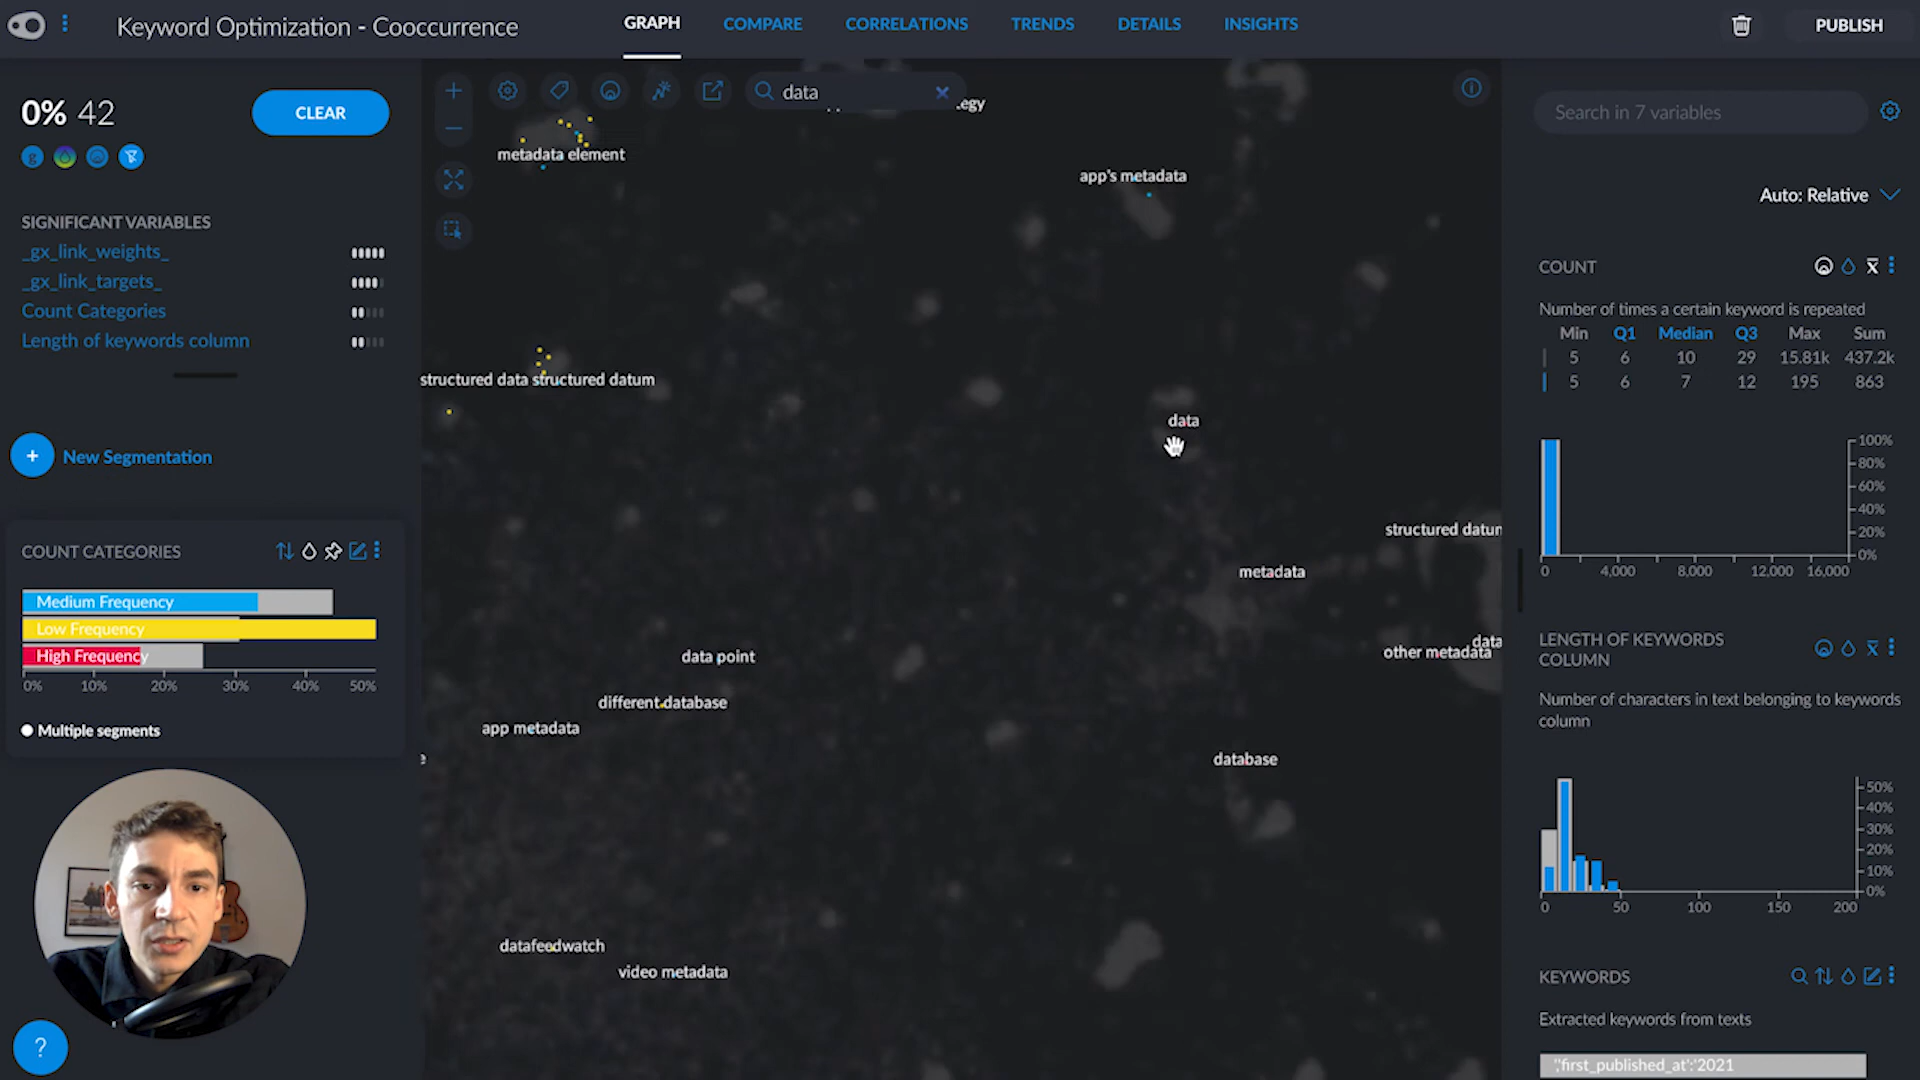 Keyword Optimization - Cooccurrence
GRAPH
COMPARE
CORRELATIONS
TRENDS
DETAILS
INSIGHTS
PUBLISH
0% 42
CLEAR
g
SIGNIFICANT VARIABLES
_gx_link_weights_
_gx_link_targets_
Count Categories
Length of keywords column
+ New Segmentation
COUNT CATEGORIES
Medium Frequency
Low Frequency
High Frequency
0% 10% 20% 30% 40% 50%
Multiple segments
?
data
egy
metadata element
app's metadata
structured data structured datum
data
structured datum
metadata
data
other metadata
data point
different database
app metadata
e
database
datafeedwatch
video metadata
Search in 7 variables
Auto: Relative
COUNT
Number of times a certain keyword is repeated
Min Q1 Median Q3 Max Sum
5 6 10 29 15.81k 437.2k
5 6 7 12 195 863
100%
80%
60%
40%
20%
0%
0 4,000 8,000 12,000 16,000
LENGTH OF KEYWORDS
COLUMN
Number of characters in text belonging to keywords
column
50%
40%
30%
20%
10%
0%
0 50 100 150 200
KEYWORDS
Extracted keywords from texts
'first_published_at':'2021